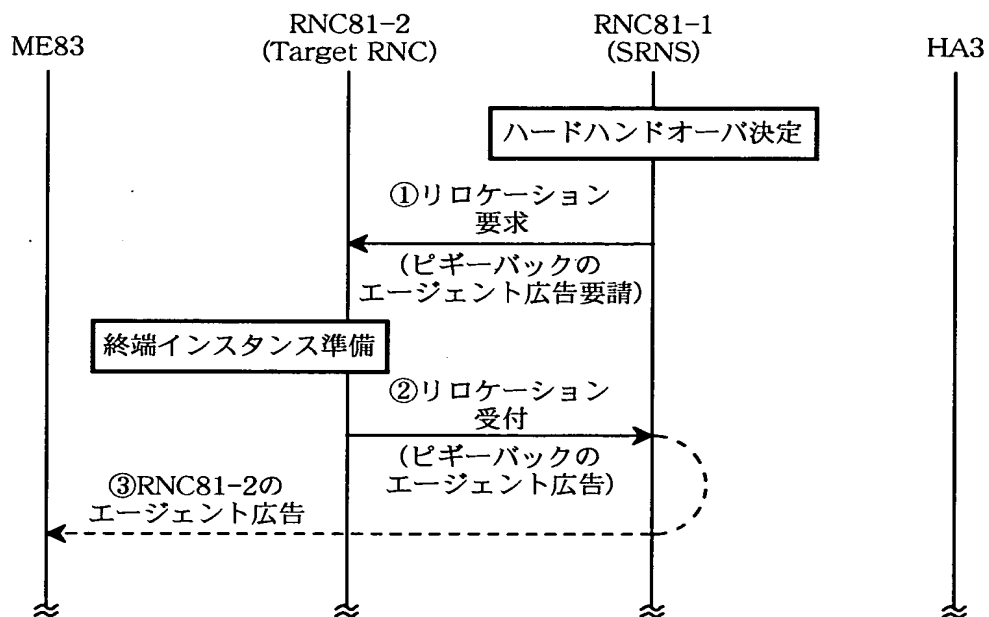 ME83
RNC81-2
(Target RNC)
RNC81-1
(SRNS)
HA3
ハードハンドオーバ決定
①リロケーション
要求
(ピギーバックの
エージェント広告要請)
終端インスタンス準備
②リロケーション
受付
(ピギーバックの
エージェント広告)
③RNC81-2の
エージェント広告